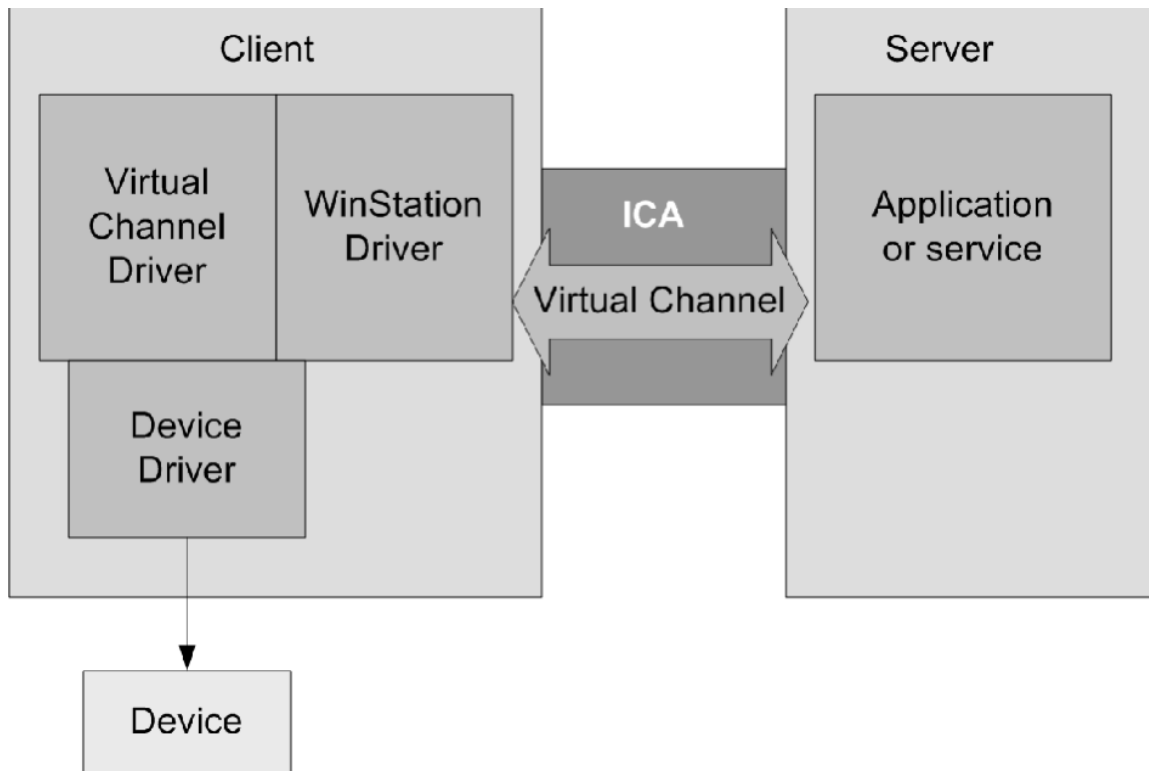 Client
Server
Virtual
Channel
Driver
WinStation
Driver
ICA
Virtual Channel
Application
or service
Device
Driver
Device